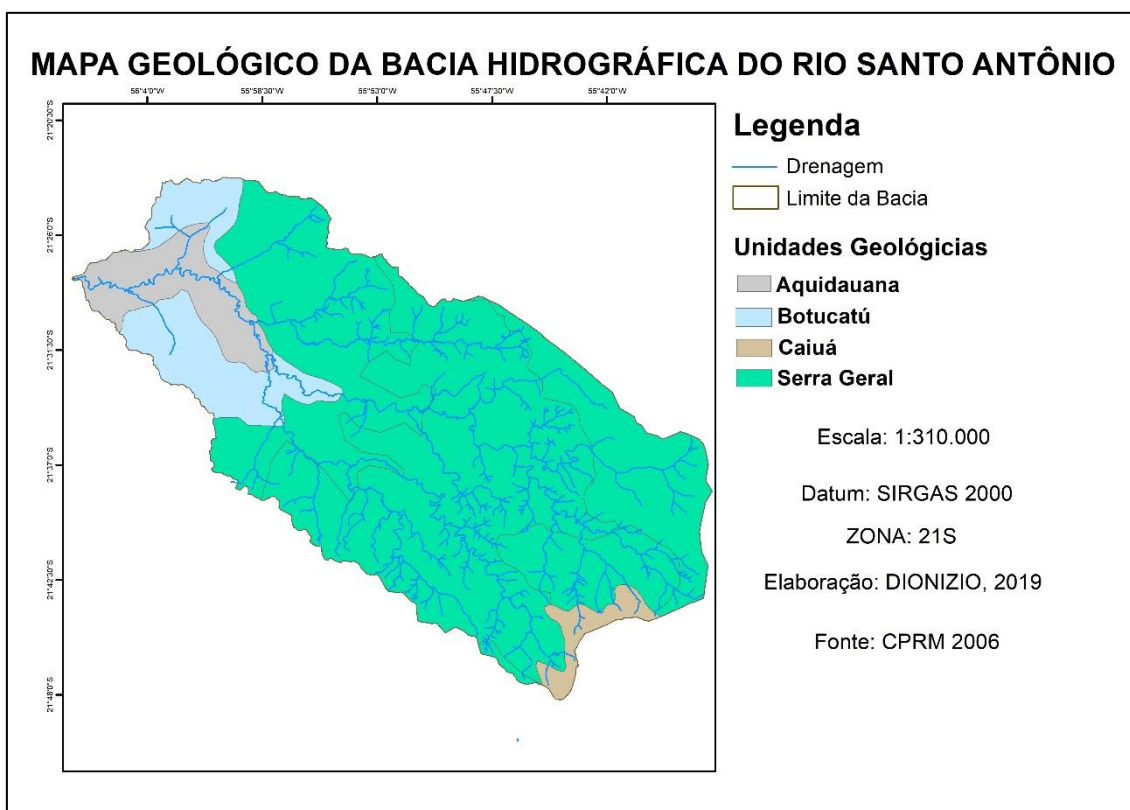 MAPA GEOLÓGICO DA BACIA HIDROGRÁFICA DO RIO SANTO ANTÔNIO
56°4'0"W 55°58'30"W 55°53'0"W 55°47'30"W 55°42'0"W
21°20'30"S
21°26'0"S
21°31'30"S
21°37'0"S
21°42'30"S
21°48'0"S
Legenda
Drenagem
Limite da Bacia
Unidades Geológicias
Aquidauana
Botucatú
Caiuá
Serra Geral
Escala: 1:310.000
Datum: SIRGAS 2000
ZONA: 21S
Elaboração: DIONIZIO, 2019
Fonte: CPRM 2006